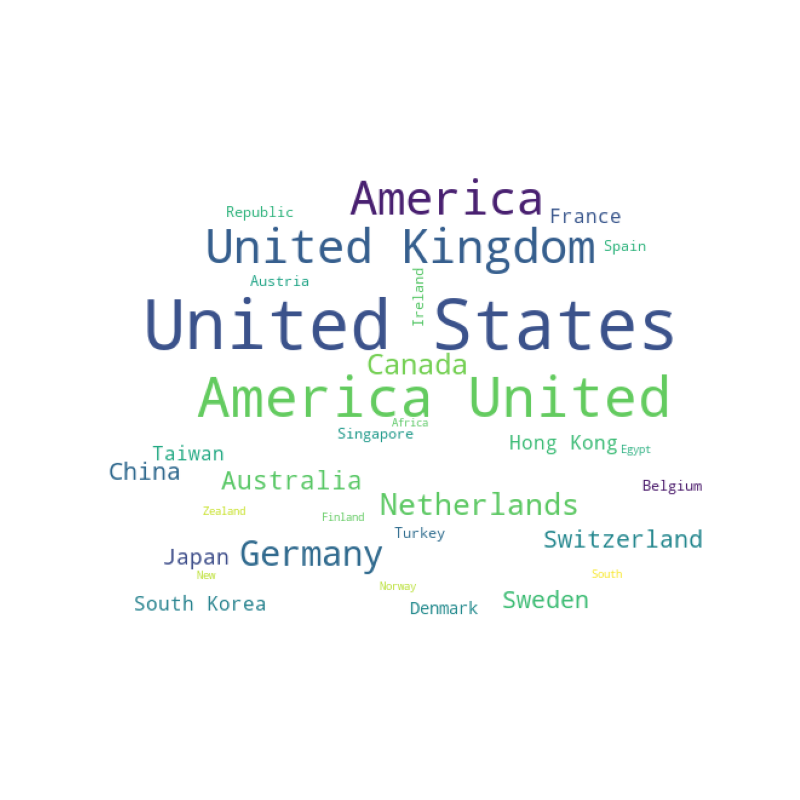 America
Republic
France
United Kingdom
Spain
Austria
Ireland
United States
Canada
America United
Africa
Singapore
Hong Kong
Egypt
Taiwan
China
Australia
Belgium
Netherlands
Zealand
Finland
Turkey
Switzerland
Japan
Germany
New
South
Norway
South Korea
Denmark
Sweden